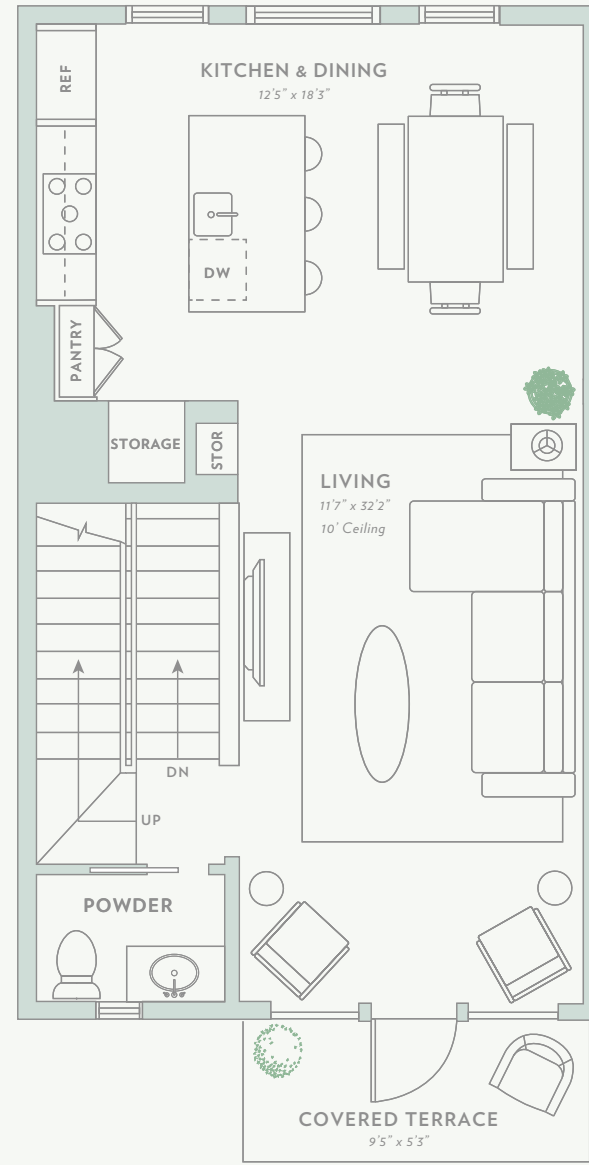 REF
KITCHEN & DINING
12'5" x 18'3"
DW
PANTRY
STORAGE
STOR
LIVING
11'7" x 32'2"
10' Ceiling
DN
UP
POWDER
COVERED TERRACE
9'5" x 5'3"